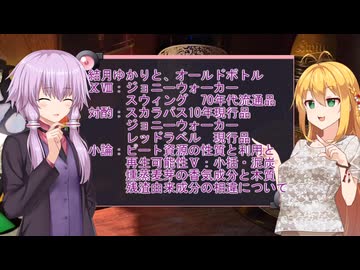 結月ゆかりと、オールドボトル
ⅩⅧ：ジョニーウォーカー
スウィング　70年代流通品
対酌：スカラバス10年現行品
ジョニーウォーカー
レッドラベル　現行品
小論：ピート資源の性質と利用と
再生可能性Ⅴ：小括・泥炭
燻蒸麦芽の香気成分と木質
残渣由来成分の相違について